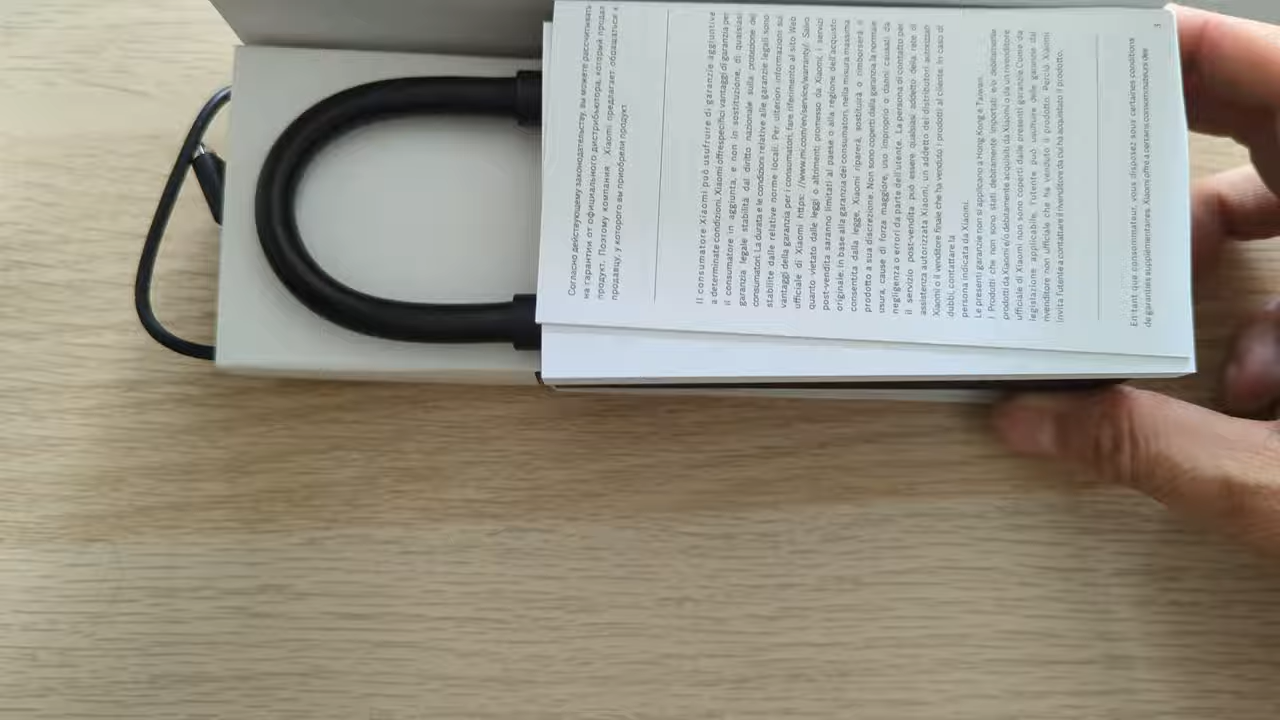 Согласно действующему законодательству, вы можете рассчитывать
на гарантии от официального дистрибьютора, который продал
продукт. Поэтому компания Xiaomi предлагает обращаться к
продавцу, у которого вы приобрели продукт.
Il consumatore Xiaomi può usufruire di garanzie aggiuntive
a determinate condizioni. Xiaomi offre specifici vantaggi di garanzia per
il consumatore in aggiunta, e non in sostituzione, di qualsiasi
garanzia legale stabilita dal diritto nazionale sulla protezione dei
consumatori. La durata e le condizioni relative alle garanzie legali sono
stabilite dalle relative norme locali. Per ulteriori informazioni sui
vantaggi della garanzia per i consumatori, fare riferimento al sito Web
ufficiale di Xiaomi https: //www.mi.com/en/service/warranty/. Salvo
quanto vietato dalle leggi o altrimenti promesso da Xiaomi, i servizi
post-vendita saranno limitati al paese o alla regione dell'acquisto
originale. In base alla garanzia dei consumatori, nella misura massima
consentita dalla legge, Xiaomi riparerà, sostituirà o rimborserà il
prodotto a sua discrezione. Non sono coperti dalla garanzia la normale
usura, cause di forza maggiore, uso improprio o danni causati da
negligenza o errori da parte dell'utente. La persona di contatto per
il servizio post-vendita può essere qualsiasi addetto della rete di
assistenza autorizzata Xiaomi, un addetto dei distributori autorizzati
Xiaomi o il venditore finale che ha venduto i prodotti al cliente. In caso di
dubbi, contattare la
persona indicata da Xiaomi.
Le presenti garanzie non si applicano a Hong Kong e Taiwan.
I Prodotti che non sono stati debitamente importati e/o debitamente
prodotti da Xiaomi e/o debitamente acquisiti da Xiaomi o da un rivenditore
ufficiale di Xiaomi non sono coperti dalle presenti garanzie. Come da
legislazione applicabile, l'utente può usufruire delle garanzie dal
rivenditore non ufficiale che ha venduto il prodotto. Perciò Xiaomi
invita l'utente a contattare il rivenditore da cui ha acquistato il prodotto.
En tant que consommateur, vous disposez sous certaines conditions
de garanties supplémentaires. Xiaomi offre à certains consommateurs des
3